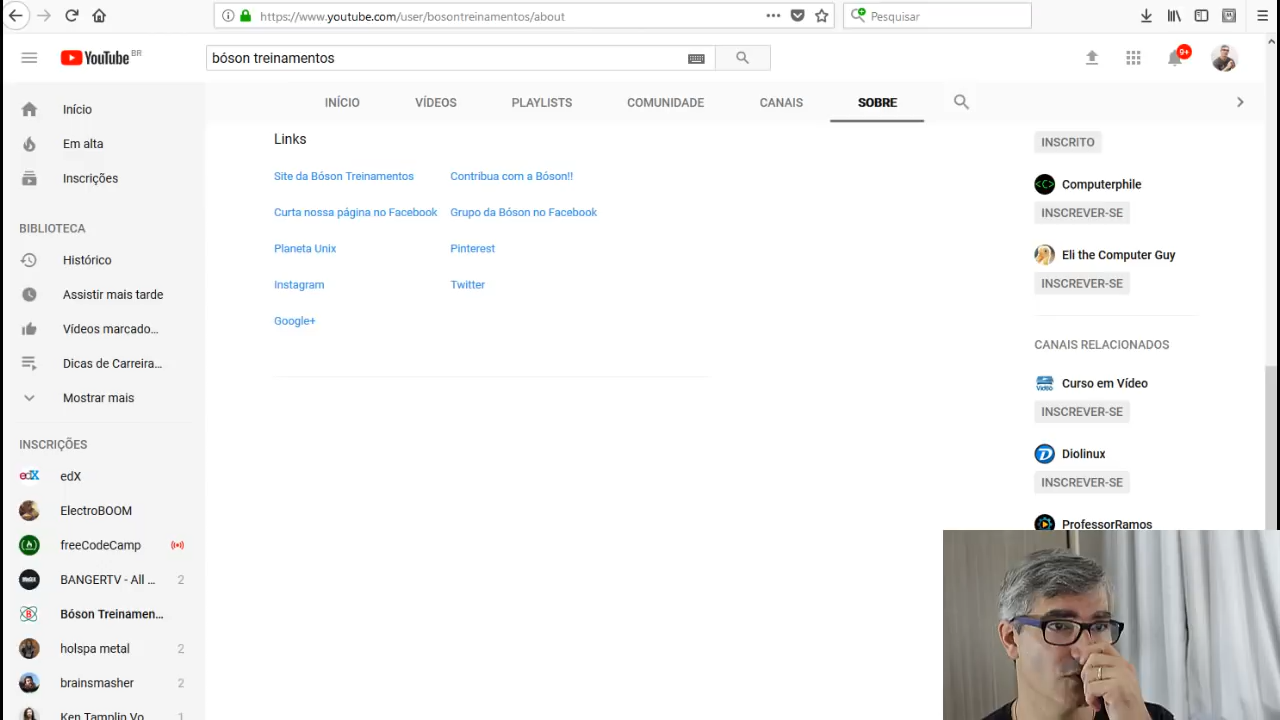 https://www.youtube.com/user/bosontreinamentos/about
Pesquisar
YouTube BR
bóson treinamentos
9+
INÍCIO
VÍDEOS
PLAYLISTS
COMUNIDADE
CANAIS
SOBRE
Início
Em alta
Inscrições
BIBLIOTECA
Histórico
Assistir mais tarde
Vídeos marcado...
Dicas de Carreira...
Mostrar mais
INSCRIÇÕES
edX
ElectroBOOM
freeCodeCamp
BANGERTV - All ... 2
Bóson Treinamen...
holspa metal 2
brainsmasher 2
Ken Tamplin Vo 1
Links
Site da Bóson Treinamentos
Contribua com a Bóson!!
Curta nossa página no Facebook
Grupo da Bóson no Facebook
Planeta Unix
Pinterest
Instagram
Twitter
Google+
INSCRITO
Computerphile
INSCREVER-SE
Eli the Computer Guy
INSCREVER-SE
CANAIS RELACIONADOS
Curso em Vídeo
INSCREVER-SE
Diolinux
INSCREVER-SE
ProfessorRamos